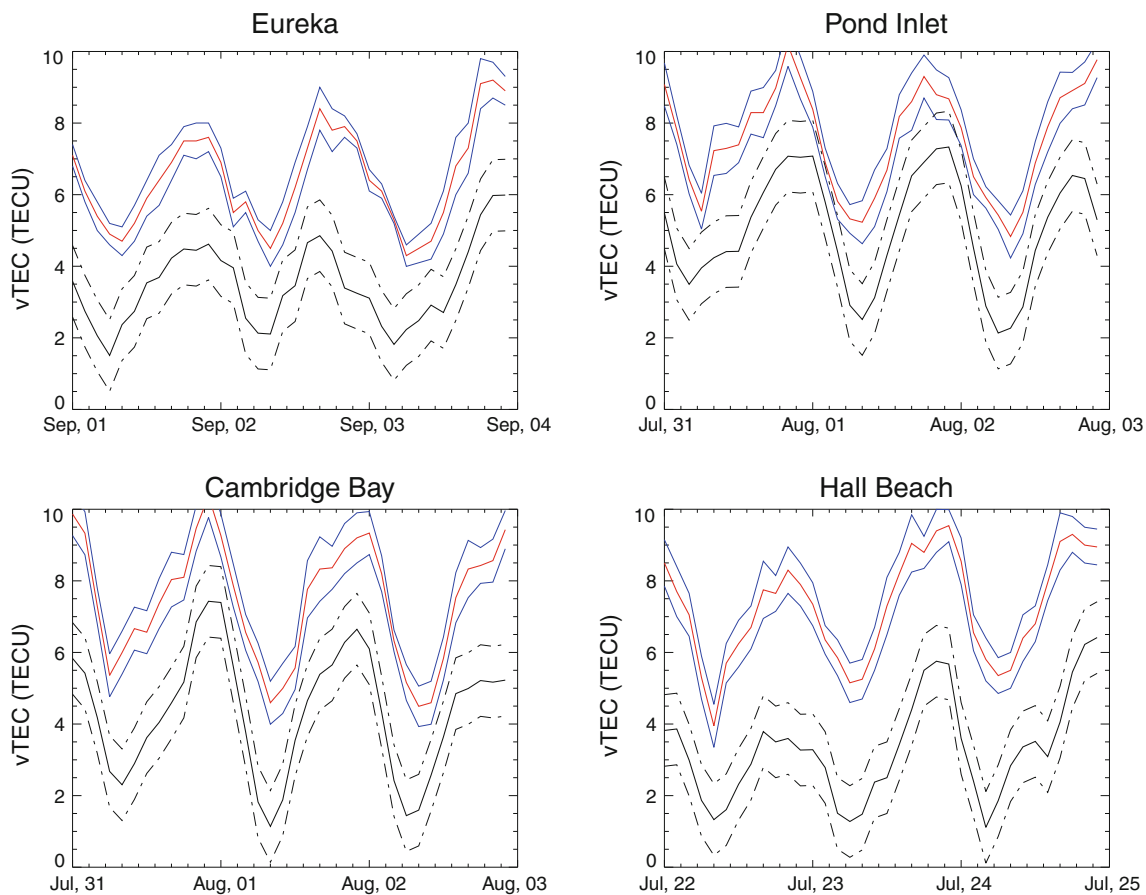 Eureka
10
8
6
4
2
0
vTEC (TECU)
Sep, 01 Sep, 02 Sep, 03 Sep, 04
Pond Inlet
10
8
6
4
2
0
vTEC (TECU)
Jul, 31 Aug, 01 Aug, 02 Aug, 03
Cambridge Bay
10
8
6
4
2
0
vTEC (TECU)
Jul, 31 Aug, 01 Aug, 02 Aug, 03
Hall Beach
10
8
6
4
2
0
vTEC (TECU)
Jul, 22 Jul, 23 Jul, 24 Jul, 25